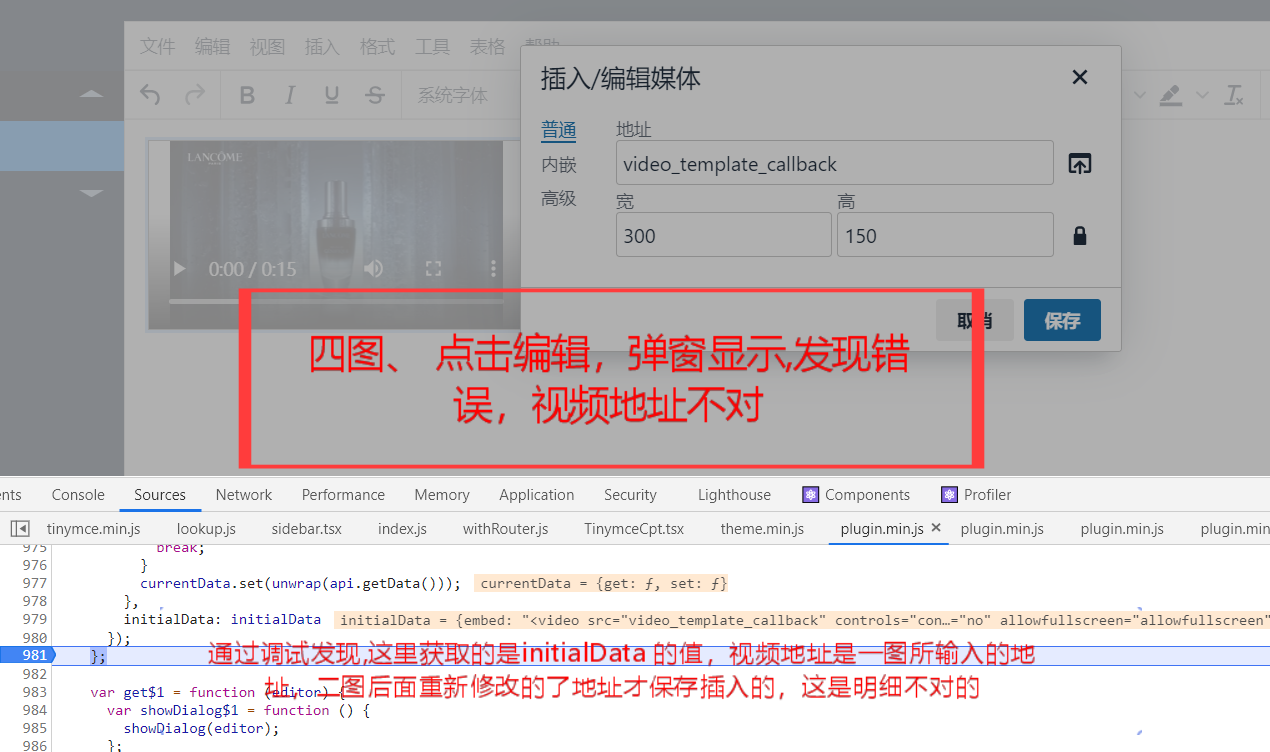 文件 编辑 视图 插入 格式 工具 表格 帮助
B I U S 系统字体
插入/编辑媒体
普通
内嵌
高级
地址
video_template_callback
宽 高
300 150
取消 保存
LANCÔME
0:00 / 0:15
四图、 点击编辑，弹窗显示,发现错
误，视频地址不对
ents Console Sources Network Performance Memory Application Security Lighthouse Components Profiler
tinymce.min.js lookup.js sidebar.tsx index.js withRouter.js TinymceCpt.tsx theme.min.js plugin.min.js plugin.min.js plugin.min.js plugin.min
975 break;
976 }
977 currentData.set(unwrap(api.getData())); currentData = {get: ƒ, set: ƒ}
978 },
979 initialData: initialData initialData = {embed: "<video src="video_template_callback" controls="con…="no" allowfullscreen="allowfullscreen"
980 });
981 };
通过调试发现,这里获取的是initialData 的值，视频地址是一图所输入的地
址，二图后面重新修改的了地址才保存插入的，这是明细不对的
982
983 var get$1 = function (editor) {
984 var showDialog$1 = function () {
985 showDialog(editor);
986 };